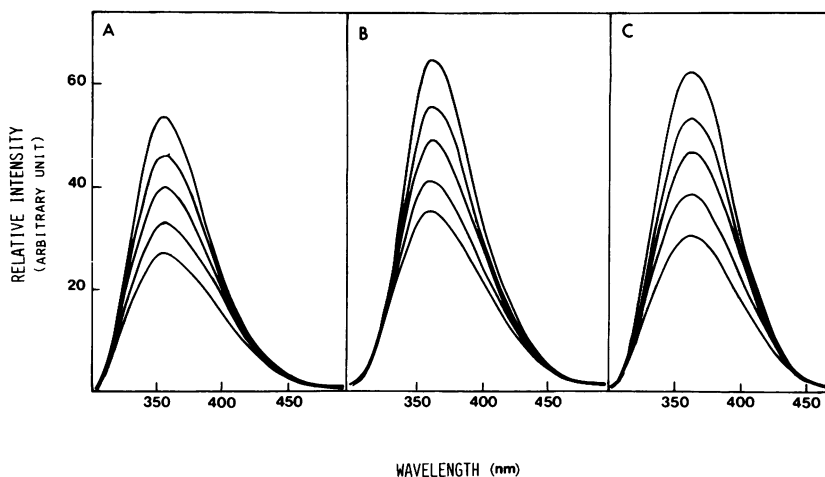 A
B
C
60
40
20
RELATIVE INTENSITY
(ARBITRARY UNIT)
350 400 450
350 400 450
350 400 450
WAVELENGTH (nm)